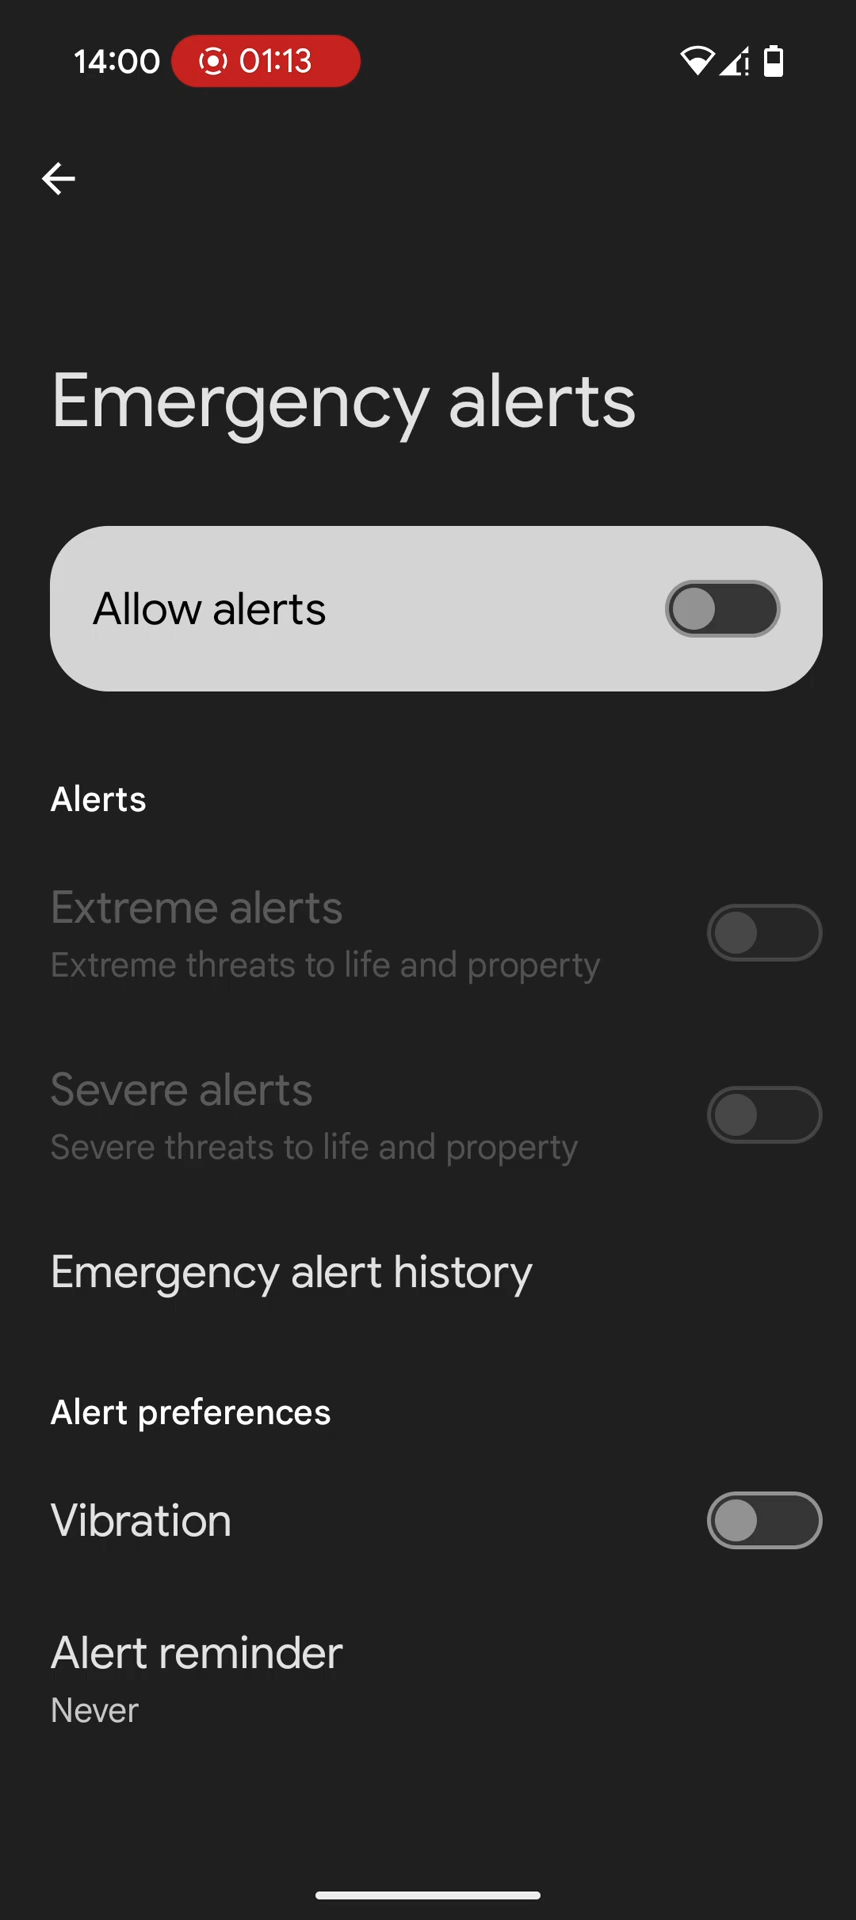 14:00 01:13
Emergency alerts
Allow alerts
Alerts
Extreme alerts
Extreme threats to life and property
Severe alerts
Severe threats to life and property
Emergency alert history
Alert preferences
Vibration
Alert reminder
Never